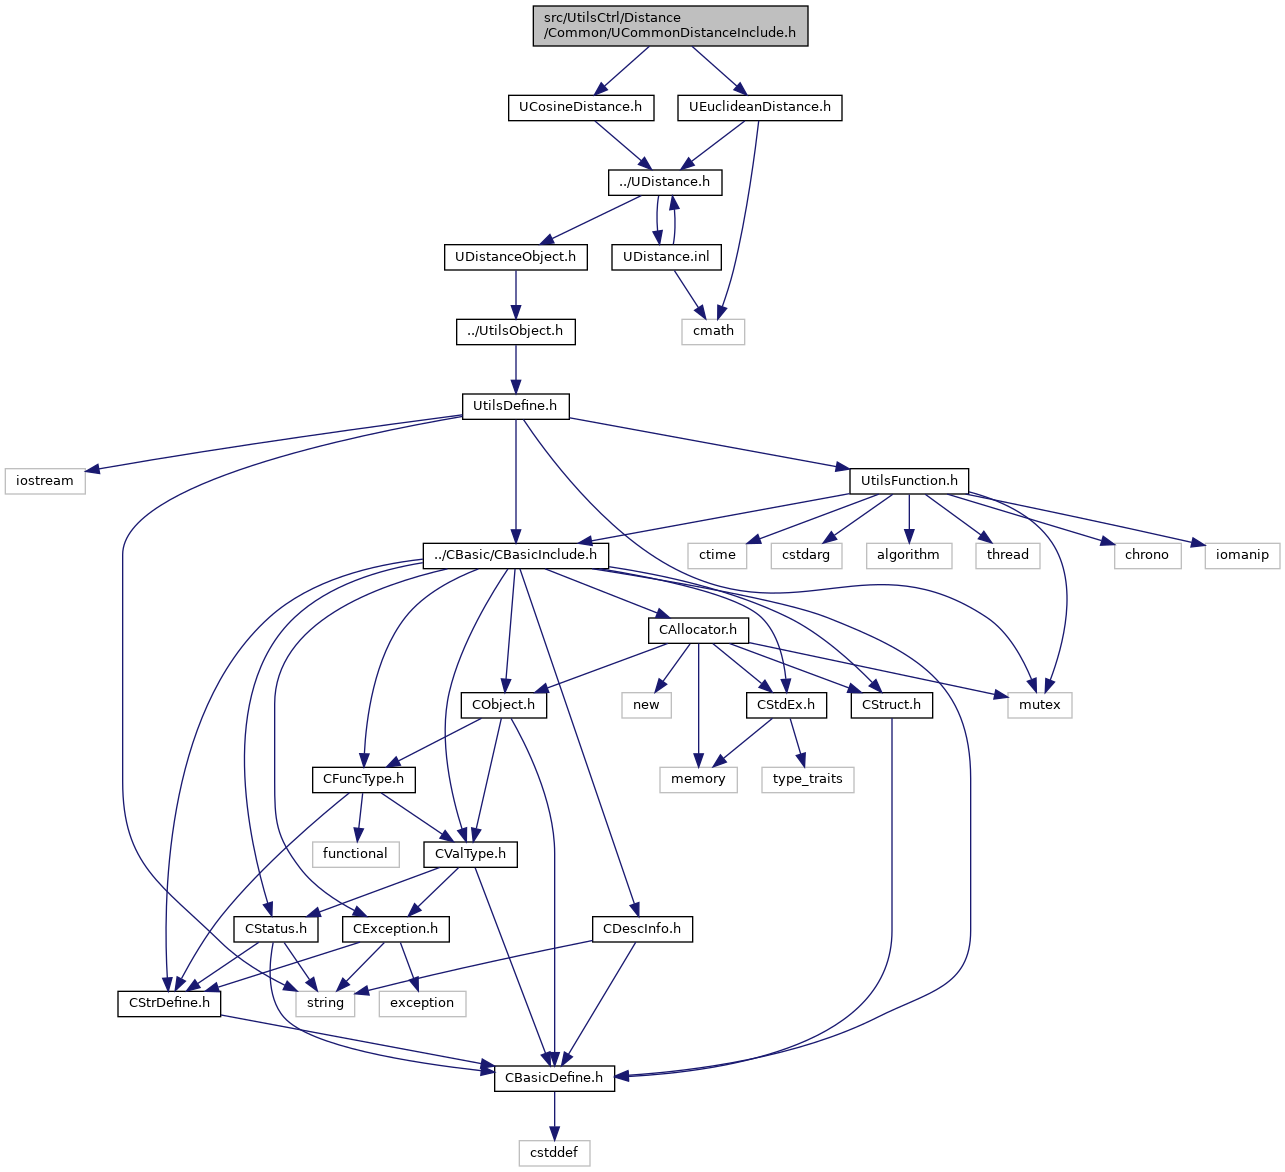 src/UtilsCtrl/Distance
/Common/UCommonDistanceInclude.h
UCosineDistance.h
UEuclideanDistance.h
../UDistance.h
UDistanceObject.h
UDistance.inl
../UtilsObject.h
cmath
UtilsDefine.h
iostream
UtilsFunction.h
../CBasic/CBasicInclude.h
ctime
cstdarg
algorithm
thread
chrono
iomanip
CAllocator.h
CObject.h
new
CStdEx.h
CStruct.h
mutex
CFuncType.h
memory
type_traits
functional
CValType.h
CStatus.h
CException.h
CDescInfo.h
CStrDefine.h
string
exception
CBasicDefine.h
cstddef